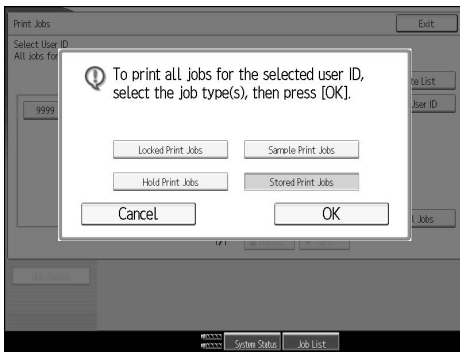 Print Jobs
Exit
Select User ID
All jobs for
To print all jobs for the selected user ID,
select the job type(s), then press [OK].
te List
9999
User ID
Locked Print Jobs
Sample Print Jobs
Hold Print Jobs
Stored Print Jobs
Cancel
OK
l Jobs
1/1
System Status
Job List